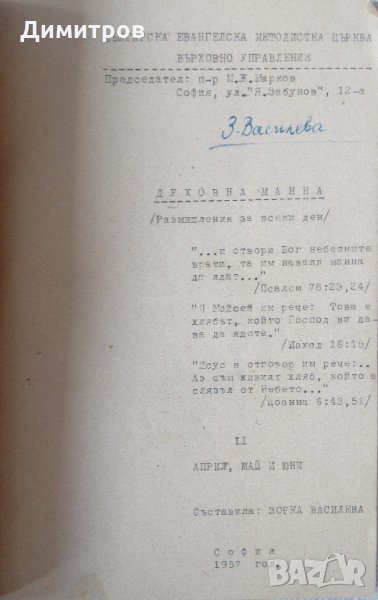 Димитров
БЪЛГАРСКА ЕВАНГЕЛСКА МЕТОДИСТКА ЦЪРКВА
ВЪРХОВНО УПРАВЛЕНИЕ
Председател: п-р М.Ж.Марков
София, ул."Я.Забунов", 12-а
З. Василева
ДУХОВНА МАННА
/Размишления за всеки ден/
"...и створи Бог небесните
врати, та им наваля манна
да ядат..."
/Псалом 78:23,24/
"И Мойсей им рече: Това е
хлябът, който Господ ви да-
ва да ядете."
/Изход 16:15/
"Исус в отговор им рече:..
Аз съм живият хляб, който е
слязъл от Небето..."
/Иоанна 6:43,51/
II
АПРИЛ, МАЙ И ЮНИ
Съставила: ЗОРКА ВАСИЛЕВА
София
1957 год.
BAZAR